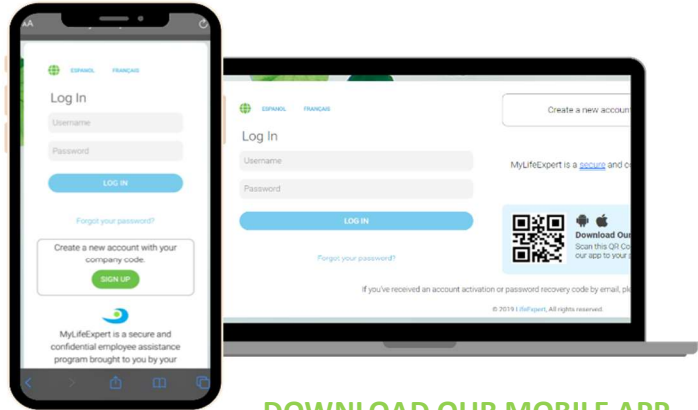 AA
ESPAÑOL FRANÇAIS
Log In
Username
Password
LOG IN
Forgot your password?
Create a new account with your
company code.
SIGN UP
MyLifeExpert is a secure and
confidential employee assistance
program brought to you by your
ESPAÑOL FRANÇAIS
Log In
Username
Password
LOG IN
Forgot your password?
Create a new account
MyLifeExpert is a secure and co
Download Our
Scan this QR Co
our app to your
If you've received an account activation or password recovery code by email, ple
© 2019 LifeExpert, All rights reserved.
DOWNLOAD OUR MOBILE APP